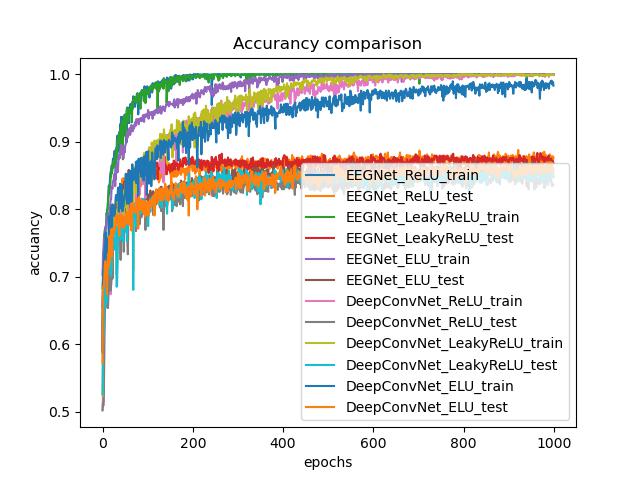 Accurancy comparison
1.0
0.9
0.8
0.7
0.6
0.5
accuancy
0
200
400
600
800
1000
epochs
EEGNet_ReLU_train
EEGNet_ReLU_test
EEGNet_LeakyReLU_train
EEGNet_LeakyReLU_test
EEGNet_ELU_train
EEGNet_ELU_test
DeepConvNet_ReLU_train
DeepConvNet_ReLU_test
DeepConvNet_LeakyReLU_train
DeepConvNet_LeakyReLU_test
DeepConvNet_ELU_train
DeepConvNet_ELU_test